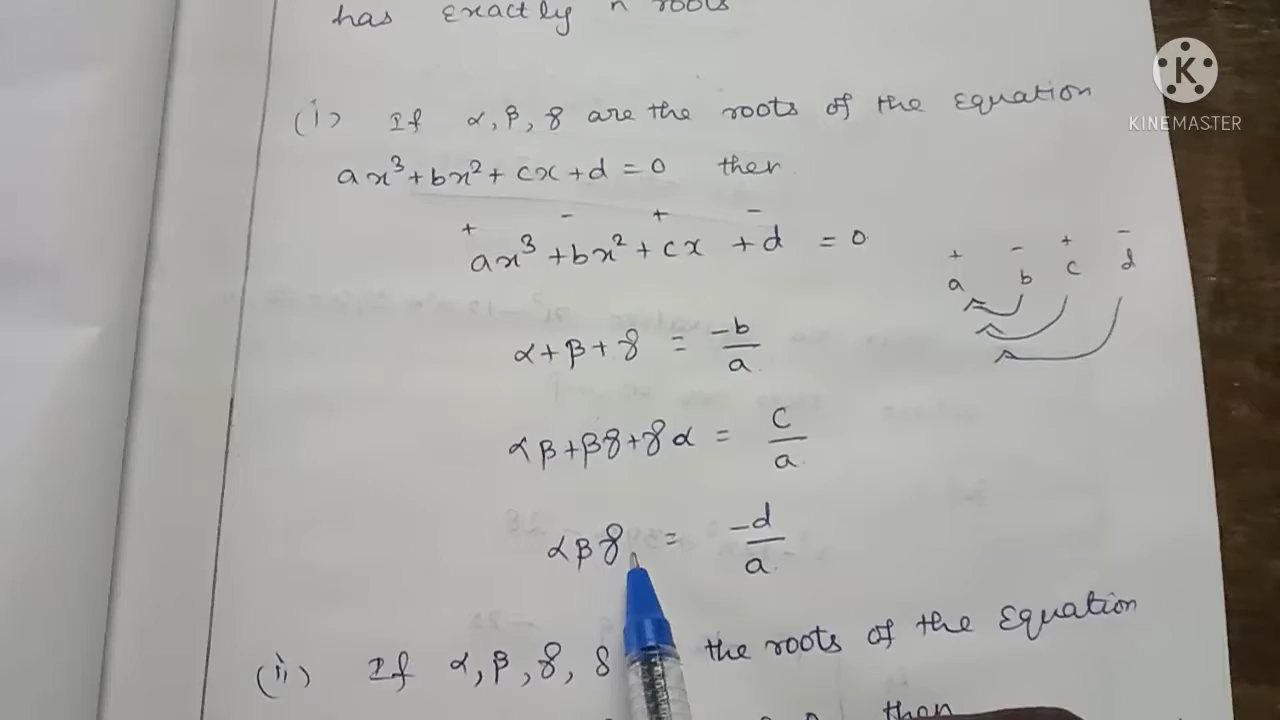 has exactly n roots
KINEMASTER
(i) If α, β, γ are the roots of the equation
ax³ + bx² + cx + d = 0 then
+ − + −
ax³ + bx² + cx + d = 0
+ − + −
a b c d
α + β + γ = -b/a
αβ + βγ + γα = c/a
αβγ = -d/a
(ii) If α, β, γ, δ the roots of the Equation
then